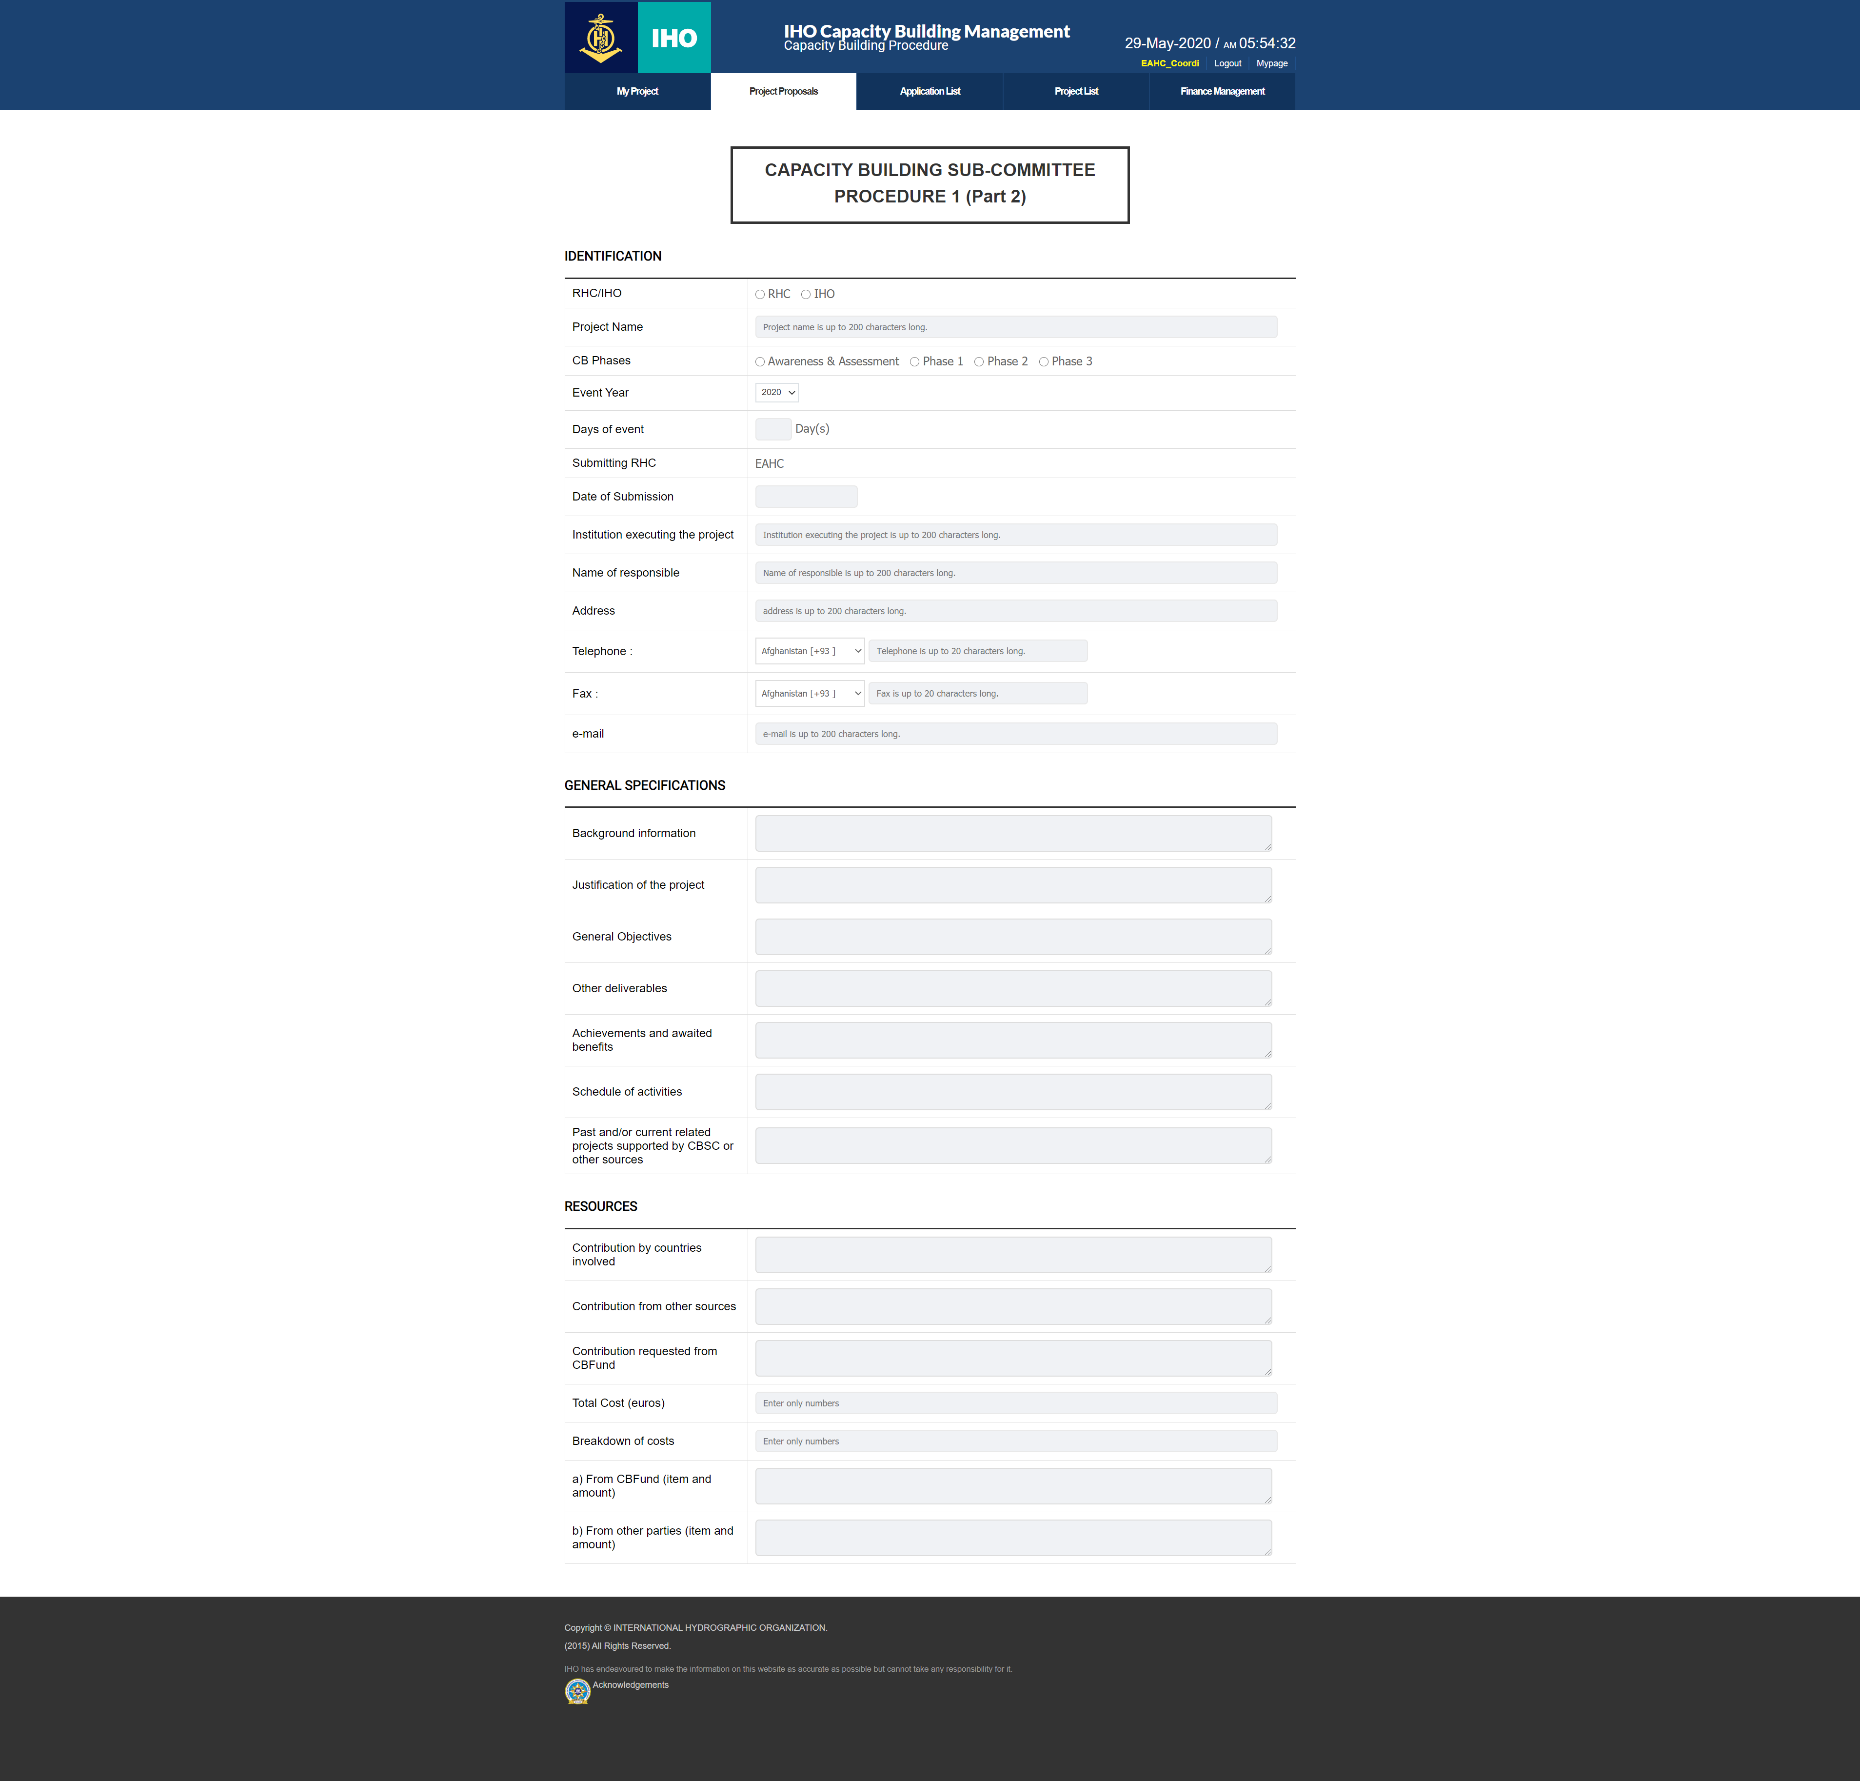 IHO
IHO Capacity Building Management
Capacity Building Procedure
29-May-2020 / AM 05:54:32
EAHC_Coordi Logout Mypage
My Project Project Proposals Application List Project List Finance Management
CAPACITY BUILDING SUB-COMMITTEE
PROCEDURE 1 (Part 2)
IDENTIFICATION
RHC/IHO RHC IHO
Project Name Project name is up to 200 characters long.
CB Phases Awareness & Assessment Phase 1 Phase 2 Phase 3
Event Year 2020
Days of event Day(s)
Submitting RHC EAHC
Date of Submission
Institution executing the project Institution executing the project is up to 200 characters long.
Name of responsible Name of responsible is up to 200 characters long.
Address address is up to 200 characters long.
Telephone : Afghanistan [+93 ] Telephone is up to 20 characters long.
Fax : Afghanistan [+93 ] Fax is up to 20 characters long.
e-mail e-mail is up to 200 characters long.
GENERAL SPECIFICATIONS
Background information
Justification of the project
General Objectives
Other deliverables
Achievements and awaited
benefits
Schedule of activities
Past and/or current related
projects supported by CBSC or
other sources
RESOURCES
Contribution by countries
involved
Contribution from other sources
Contribution requested from
CBFund
Total Cost (euros) Enter only numbers
Breakdown of costs Enter only numbers
a) From CBFund (item and
amount)
b) From other parties (item and
amount)
Copyright © INTERNATIONAL HYDROGRAPHIC ORGANIZATION.
(2015) All Rights Reserved.
IHO has endeavoured to make the information on this website as accurate as possible but cannot take any responsibility for it.
Acknowledgements